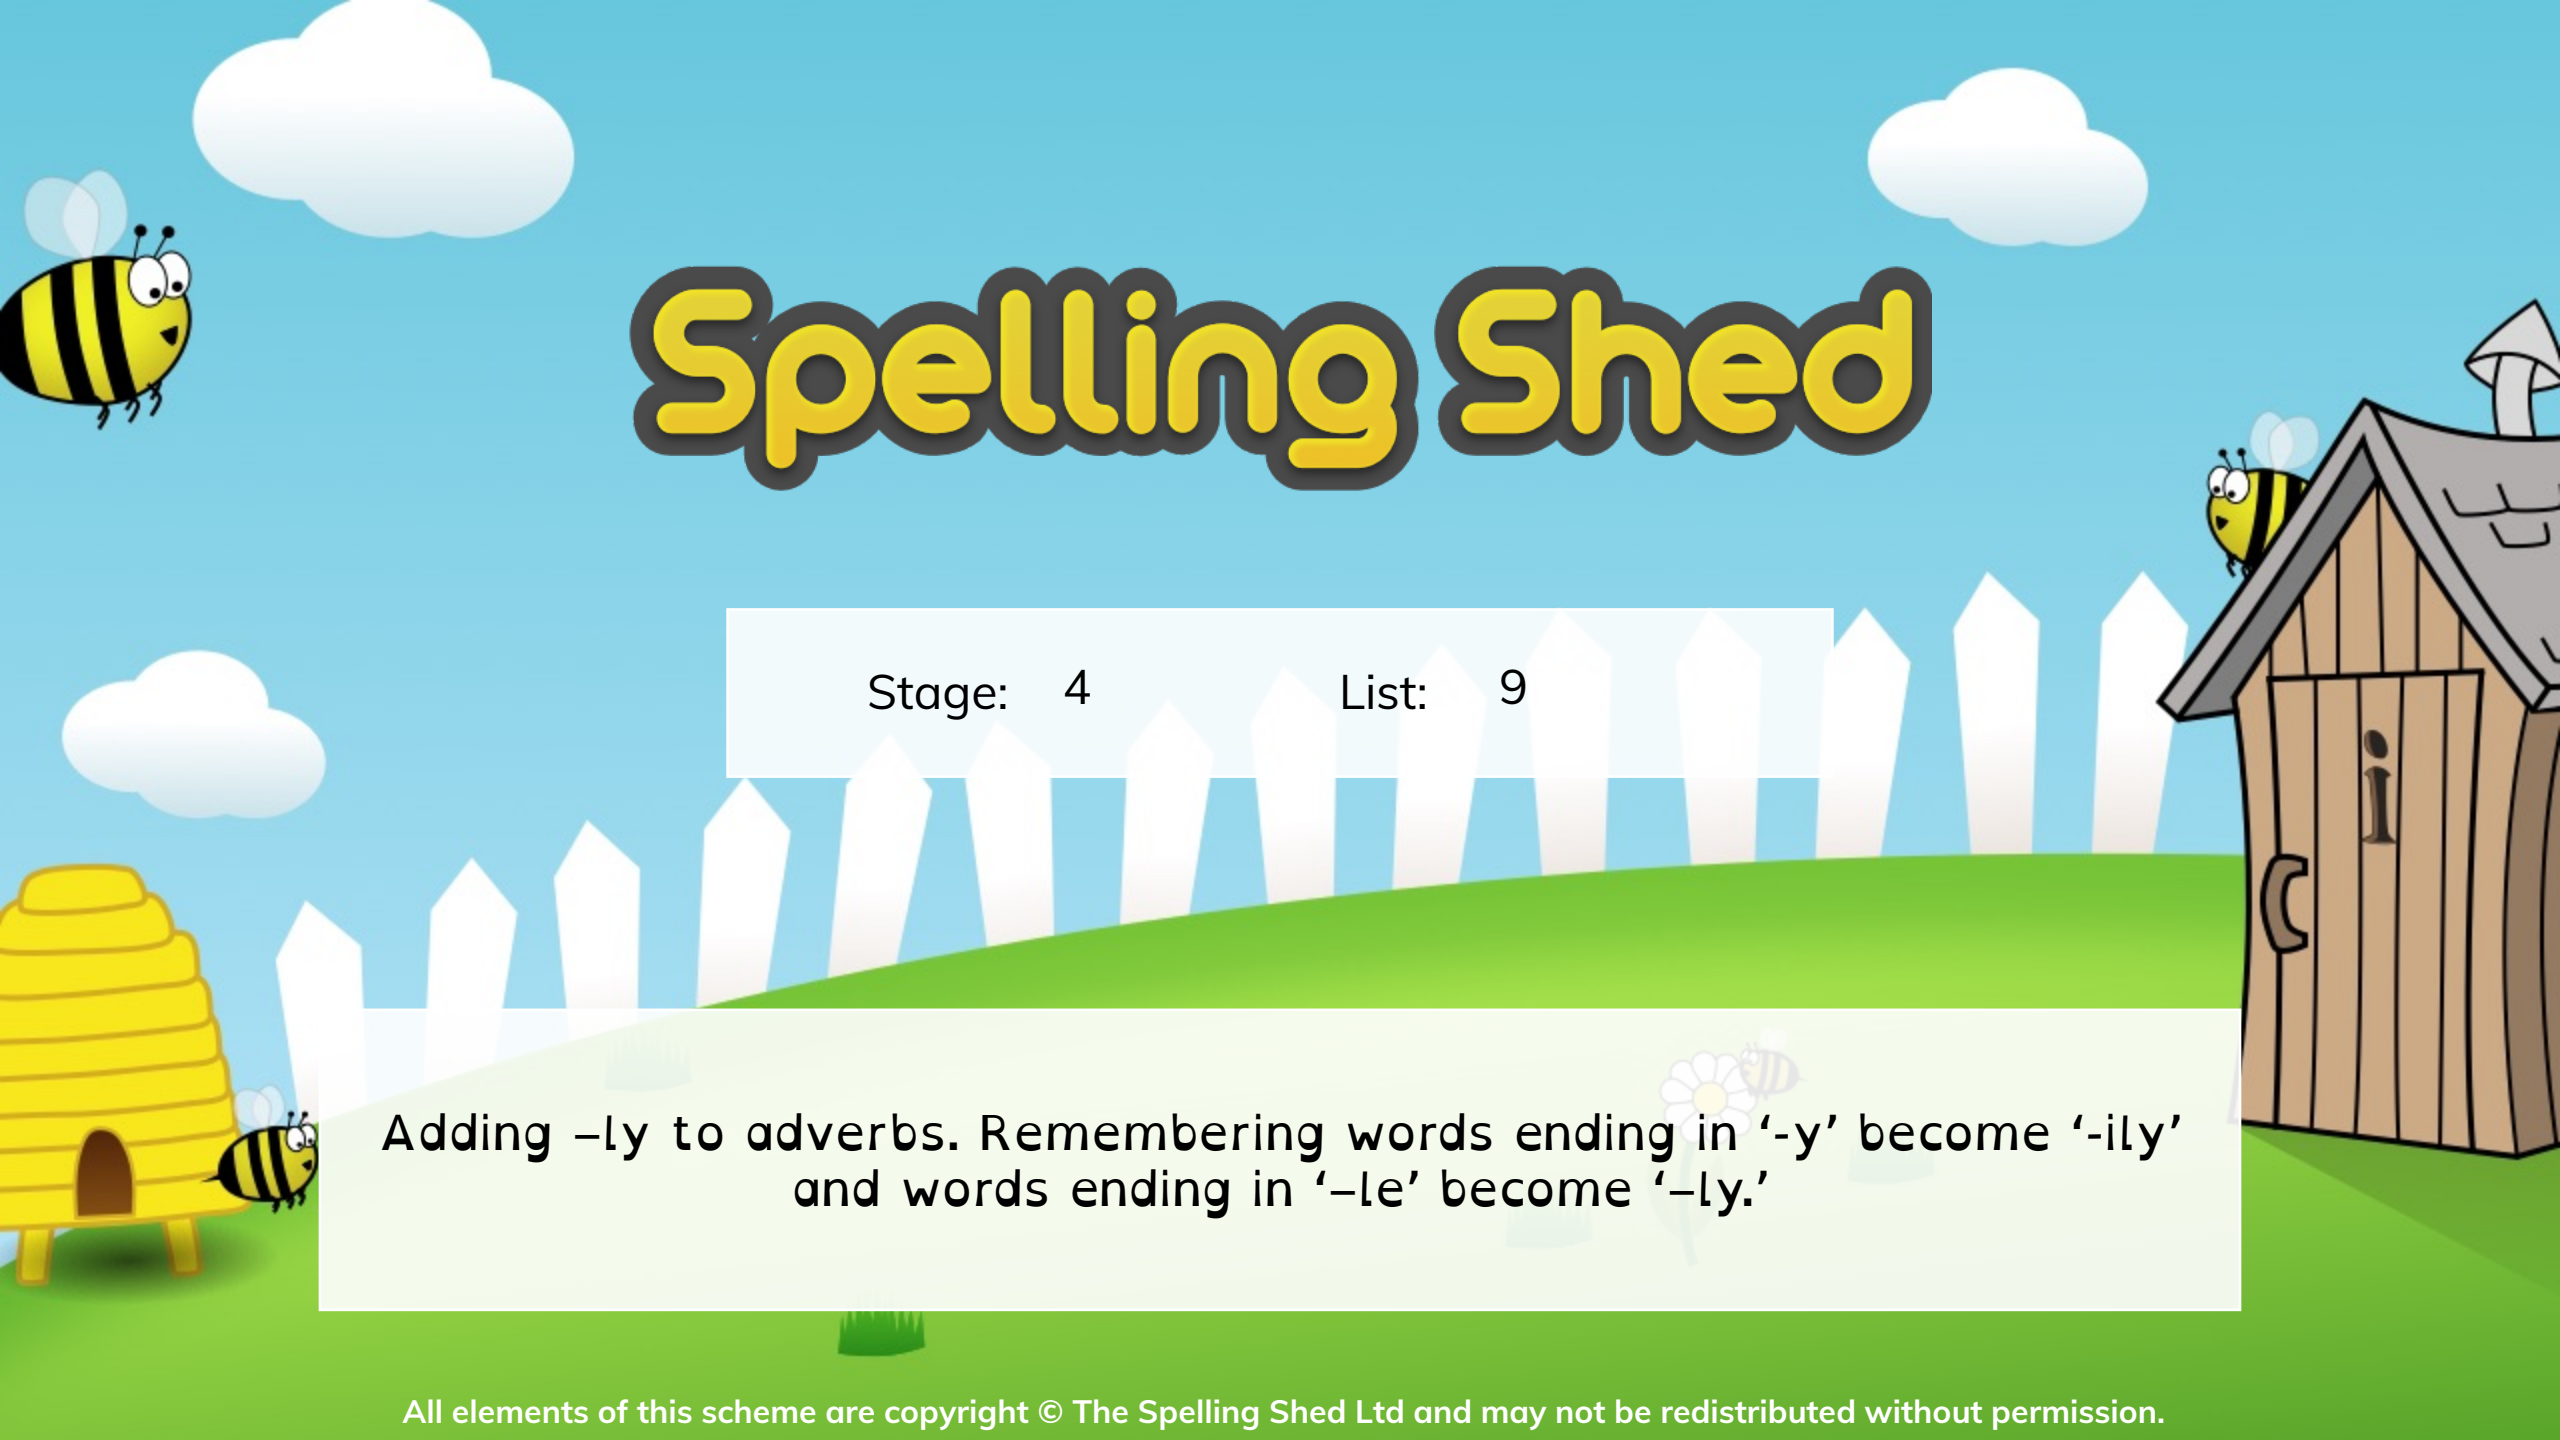 Spelling Shed
Stage: 4 List: 9
i
Adding –ly to adverbs. Remembering words ending in ‘-y’ become ‘-ily’
and words ending in ‘–le’ become ‘–ly.’
All elements of this scheme are copyright © The Spelling Shed Ltd and may not be redistributed without permission.